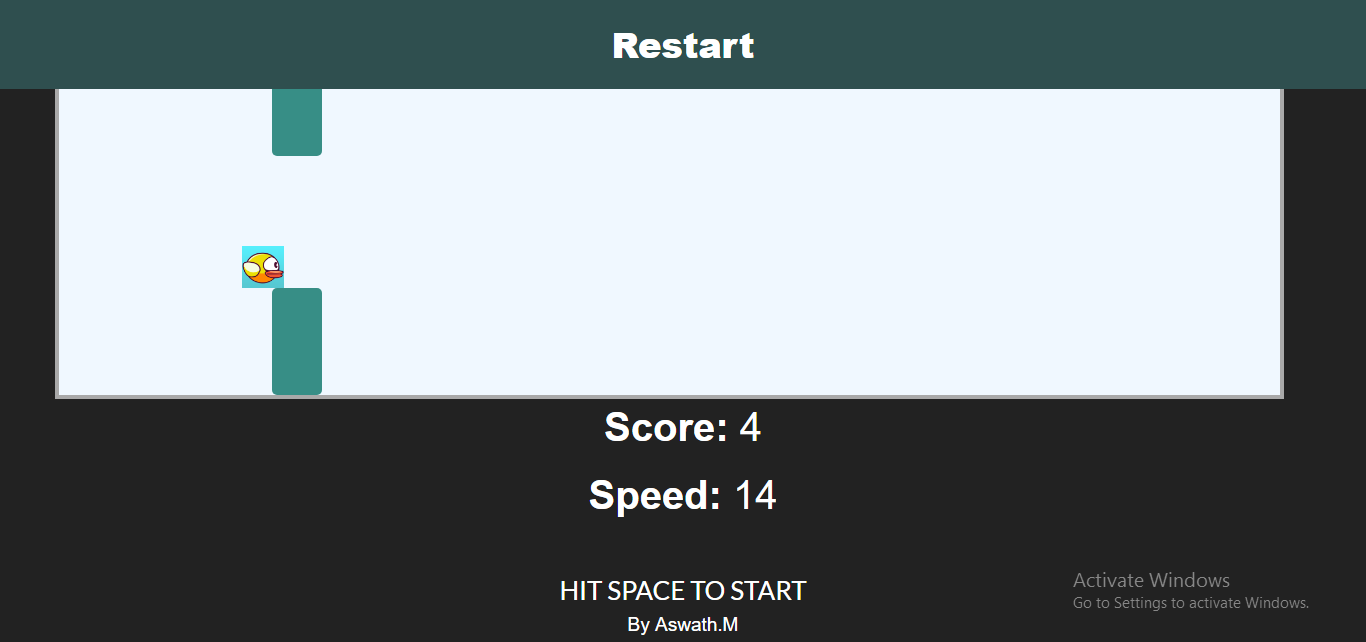 Restart
Score: 4
Speed: 14
HIT SPACE TO START
By Aswath.M
Activate Windows
Go to Settings to activate Windows.